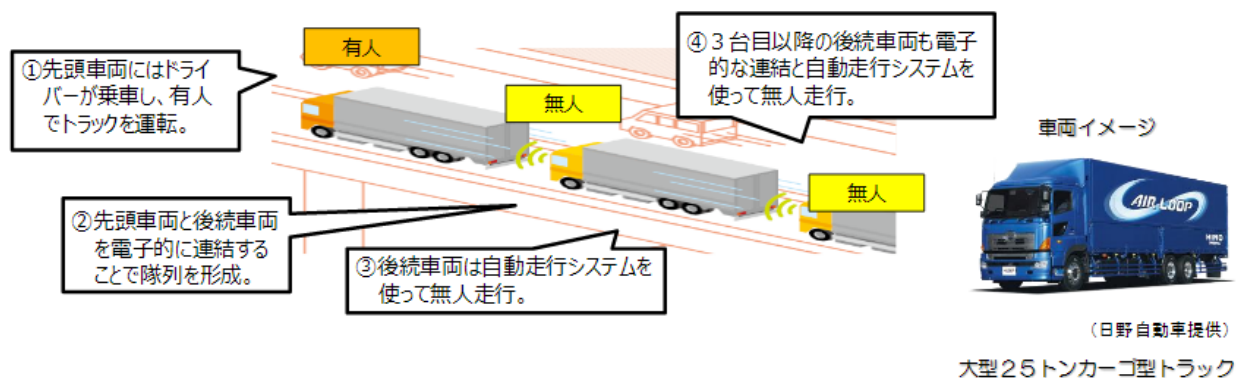 ①先頭車両にはドライ
バーが乗車し、有人
でトラックを運転。
有人
無人
④３台目以降の後続車両も電子
的な連結と自動走行システムを
使って無人走行。
②先頭車両と後続車両
を電子的に連結する
ことで隊列を形成。
③後続車両は自動走行システムを
使って無人走行。
無人
車両イメージ
AIR LOOP
HINO
（日野自動車提供）
大型２５トンカーゴ型トラック